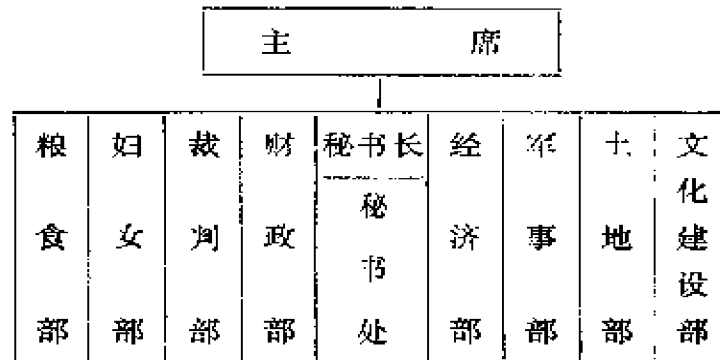 主席
粮食部
妇女部
裁判部
财政部
秘书长
秘书处
经济部
军事部
土地部
文化建设部